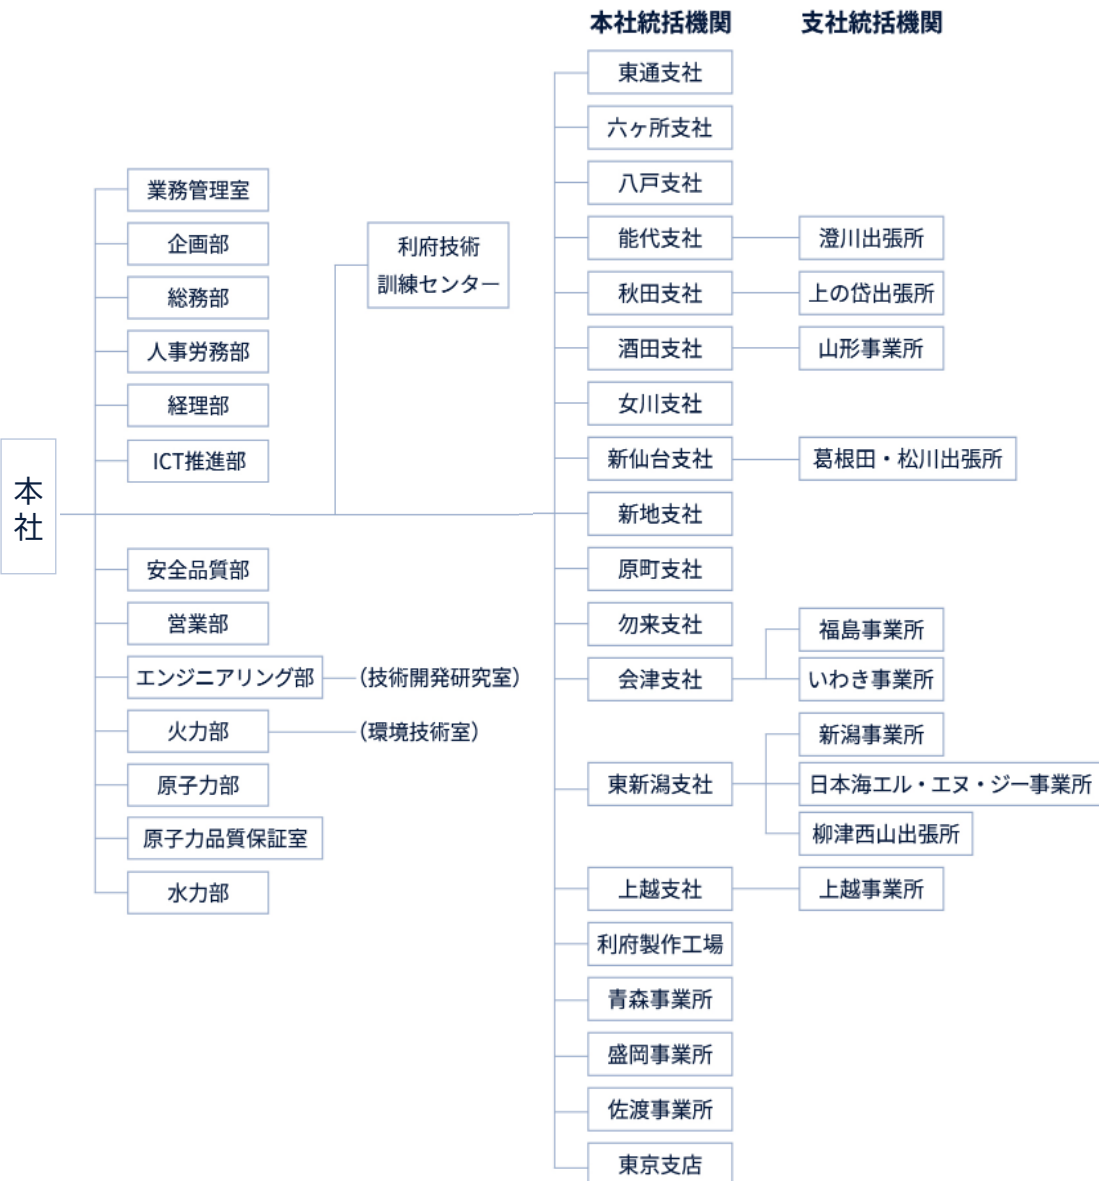 本社
業務管理室
企画部
総務部
人事労務部
経理部
ICT推進部
安全品質部
営業部
エンジニアリング部
(技術開発研究室)
火力部
(環境技術室)
原子力部
原子力品質保証室
水力部
利府技術
訓練センター
本社統括機関
支社統括機関
東通支社
六ヶ所支社
八戸支社
能代支社
澄川出張所
秋田支社
上の岱出張所
酒田支社
山形事業所
女川支社
新仙台支社
葛根田・松川出張所
新地支社
原町支社
勿来支社
会津支社
福島事業所
いわき事業所
東新潟支社
新潟事業所
日本海エル・エヌ・ジー事業所
柳津西山出張所
上越支社
上越事業所
利府製作工場
青森事業所
盛岡事業所
佐渡事業所
東京支店